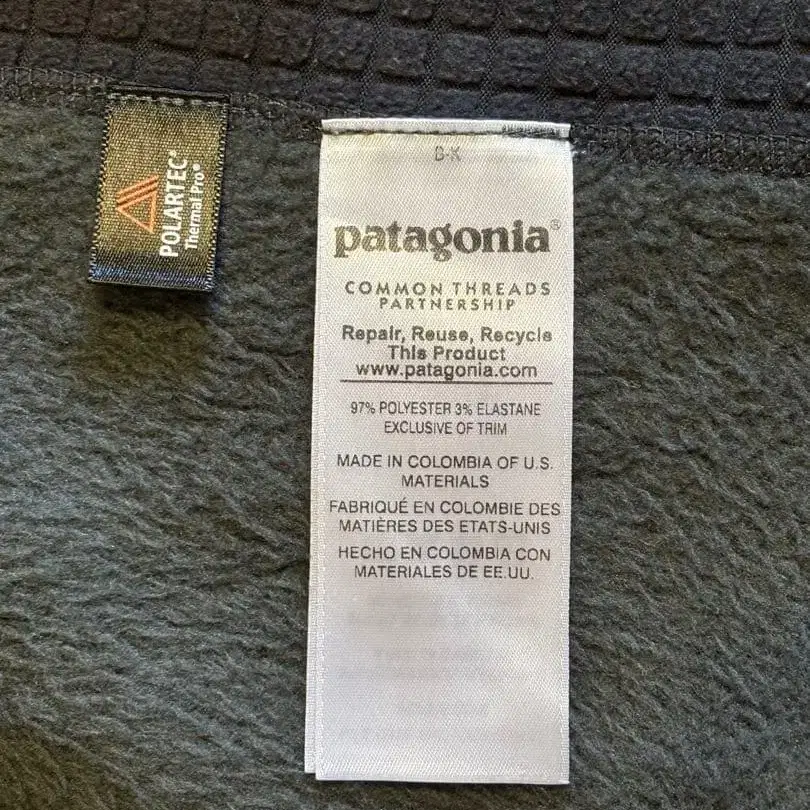 POLARTEC®
Thermal Pro®
B-K
patagonia®
COMMON THREADS
PARTNERSHIP
Repair, Reuse, Recycle
This Product
www.patagonia.com
97% POLYESTER 3% ELASTANE
EXCLUSIVE OF TRIM
MADE IN COLOMBIA OF U.S.
MATERIALS
FABRIQUÉ EN COLOMBIE DES
MATIÈRES DES ETATS-UNIS
HECHO EN COLOMBIA CON
MATERIALES DE EE.UU.